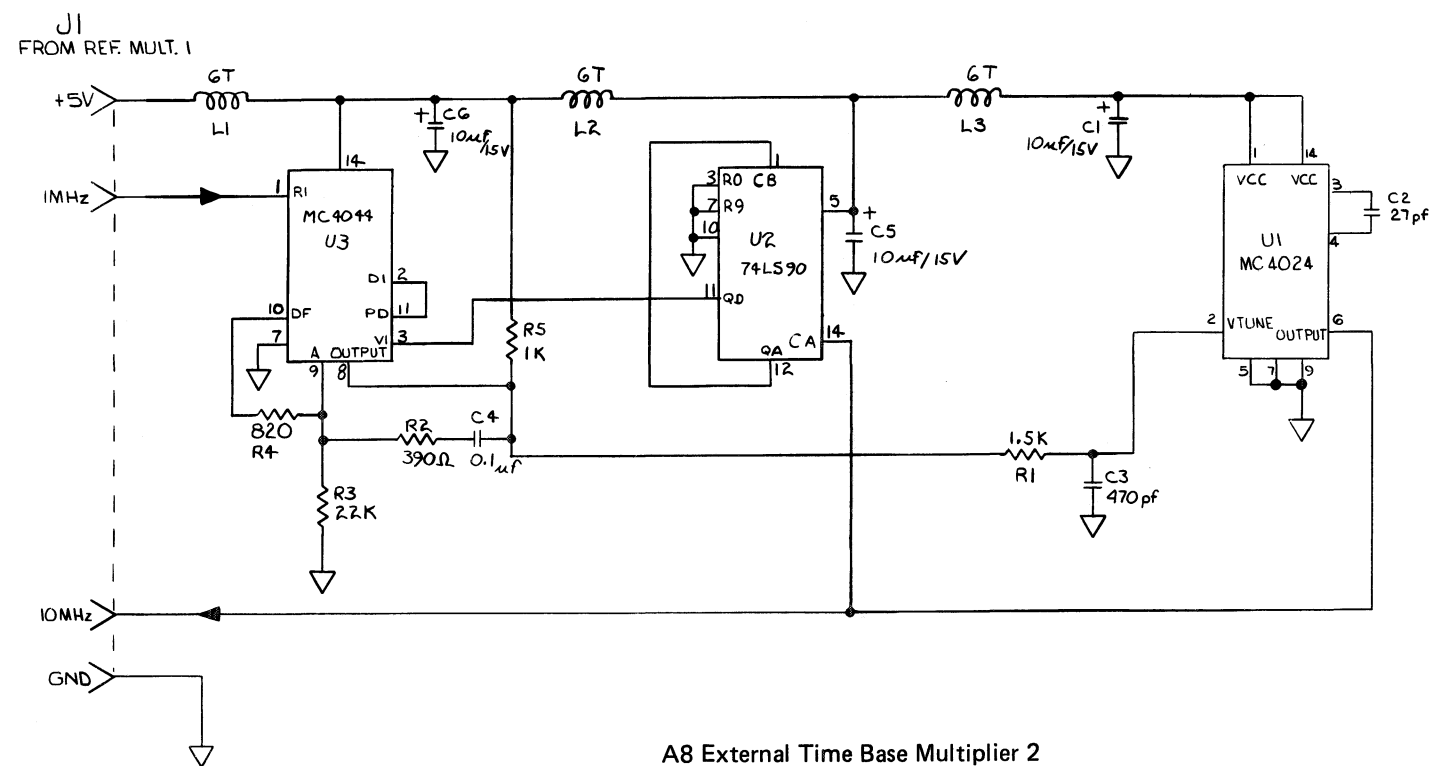 J1
FROM REF. MULT. 1
+5V
6T
L1
+
C6
10uf/15V
6T
L2
6T
L3
+
C1
10uf/15V
1MHz
14
1
R1
MC4044
U3
D1
2
PD
11
10
DF
7
V1
3
A
OUTPUT
9
8
1
3
R0
CB
7
R9
10
U2
74LS90
5
+
C5
10uf/15V
11
QD
CA
14
QA
12
1
14
VCC
VCC
3
C2
27pf
4
U1
MC4024
2
VTUNE
OUTPUT
6
5
7
9
R5
1K
820
R4
R2
390Ω
C4
0.1uf
1.5K
R1
C3
470pf
R3
22K
10MHz
GND
A8 External Time Base Multiplier 2